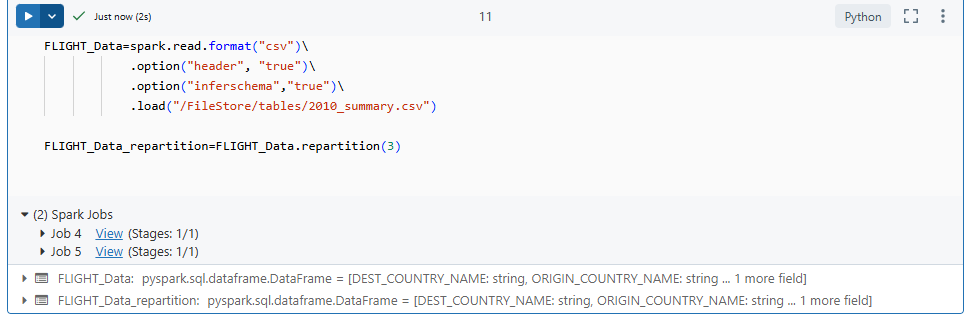 Just now (2s)
11
Python
FLIGHT_Data=spark.read.format("csv")\
.option("header", "true")\
.option("inferschema","true")\
.load("/FileStore/tables/2010_summary.csv")
FLIGHT_Data_repartition=FLIGHT_Data.repartition(3)
(2) Spark Jobs
Job 4 View (Stages: 1/1)
Job 5 View (Stages: 1/1)
FLIGHT_Data: pyspark.sql.dataframe.DataFrame = [DEST_COUNTRY_NAME: string, ORIGIN_COUNTRY_NAME: string ... 1 more field]
FLIGHT_Data_repartition: pyspark.sql.dataframe.DataFrame = [DEST_COUNTRY_NAME: string, ORIGIN_COUNTRY_NAME: string ... 1 more field]